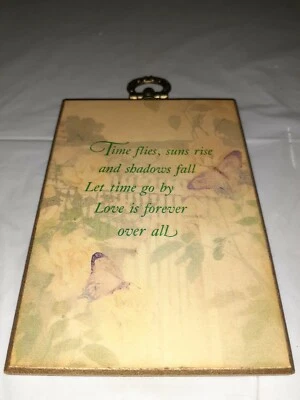 Time flies, suns rise
and shadows fall
Let time go by
Love is forever
over all